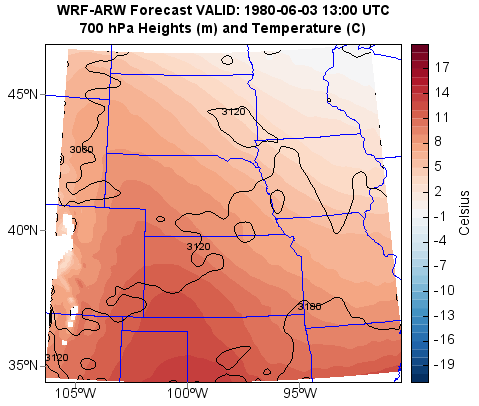 WRF-ARW Forecast VALID: 1980-06-03 13:00 UTC
700 hPa Heights (m) and Temperature (C)
45°N
40°N
35°N
105°W
100°W
95°W
3120
3060
3120
3180
3120
17
14
11
8
5
2
-1
-4
-7
-10
-13
-16
-19
Celsius